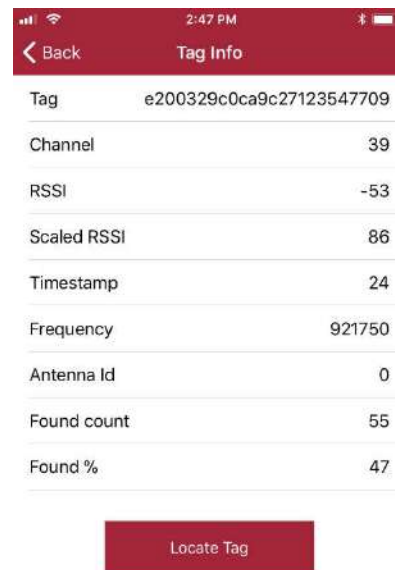 2:47 PM
Back Tag Info
Tag e200329c0ca9c27123547709
Channel 39
RSSI -53
Scaled RSSI 86
Timestamp 24
Frequency 921750
Antenna Id 0
Found count 55
Found % 47
Locate Tag